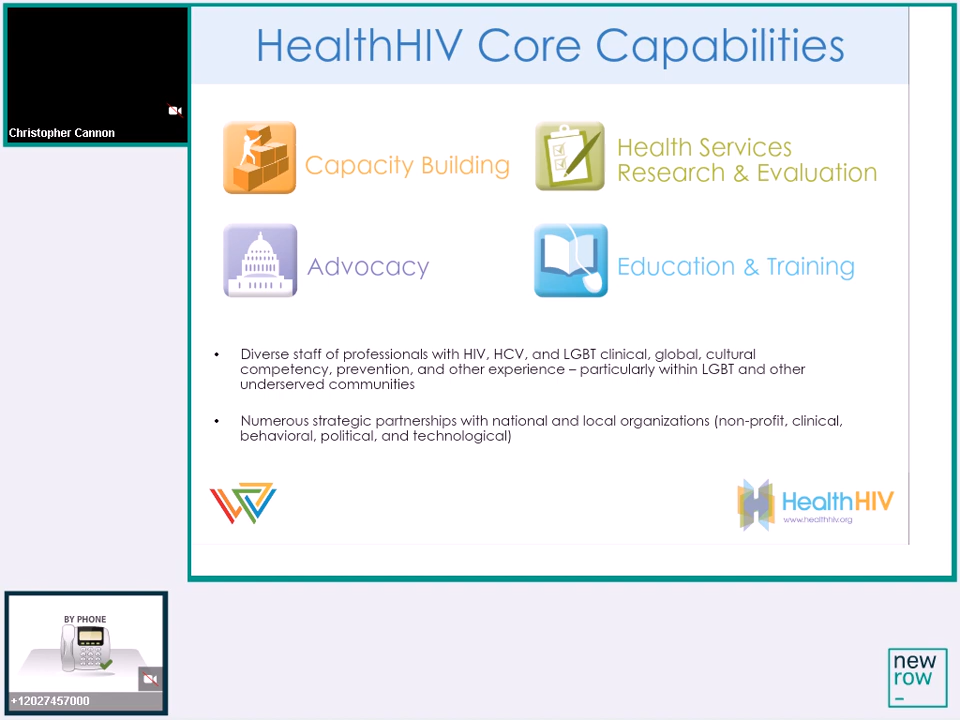 HealthHIV Core Capabilities
Christopher Cannon
Capacity Building
Health Services
Research & Evaluation
Advocacy
Education & Training
• Diverse staff of professionals with HIV, HCV, and LGBT clinical, global, cultural
competency, prevention, and other experience – particularly within LGBT and other
underserved communities
• Numerous strategic partnerships with national and local organizations (non-profit, clinical,
behavioral, political, and technological)
HealthHIV
www.healthhiv.org
BY PHONE
+12027457000
new
row